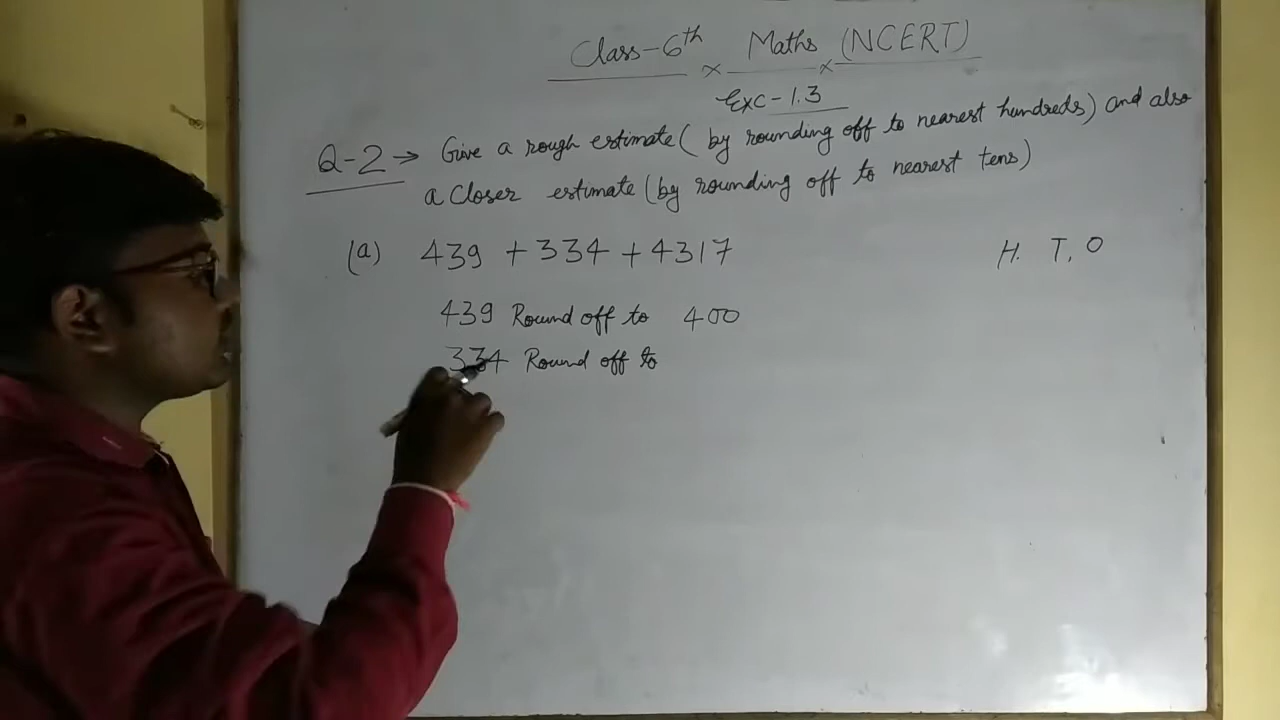 Class-6th × Maths × (NCERT)
Exc-1.3
Q-2 → Give a rough estimate (by rounding off to nearest hundreds) and also
a closer estimate (by rounding off to nearest tens)
(a) 439 + 334 + 4317 H. T, O
439 Round off to 400
334 Round off to